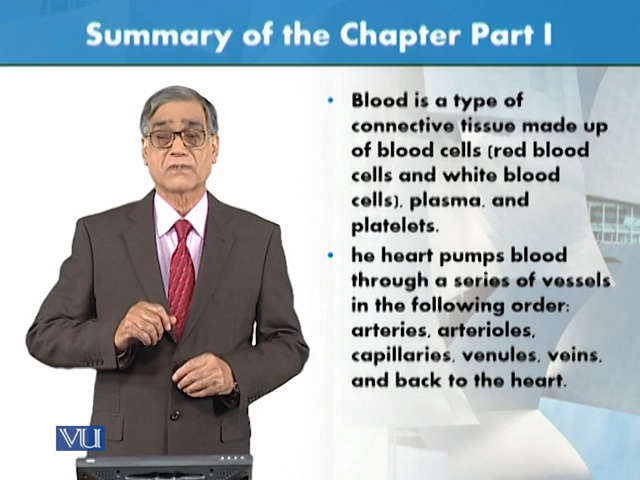 Summary of the Chapter Part I
• Blood is a type of
connective tissue made up
of blood cells (red blood
cells and white blood
cells), plasma, and
platelets.
• he heart pumps blood
through a series of vessels
in the following order:
arteries, arterioles,
capillaries, venules, veins,
and back to the heart.
VU